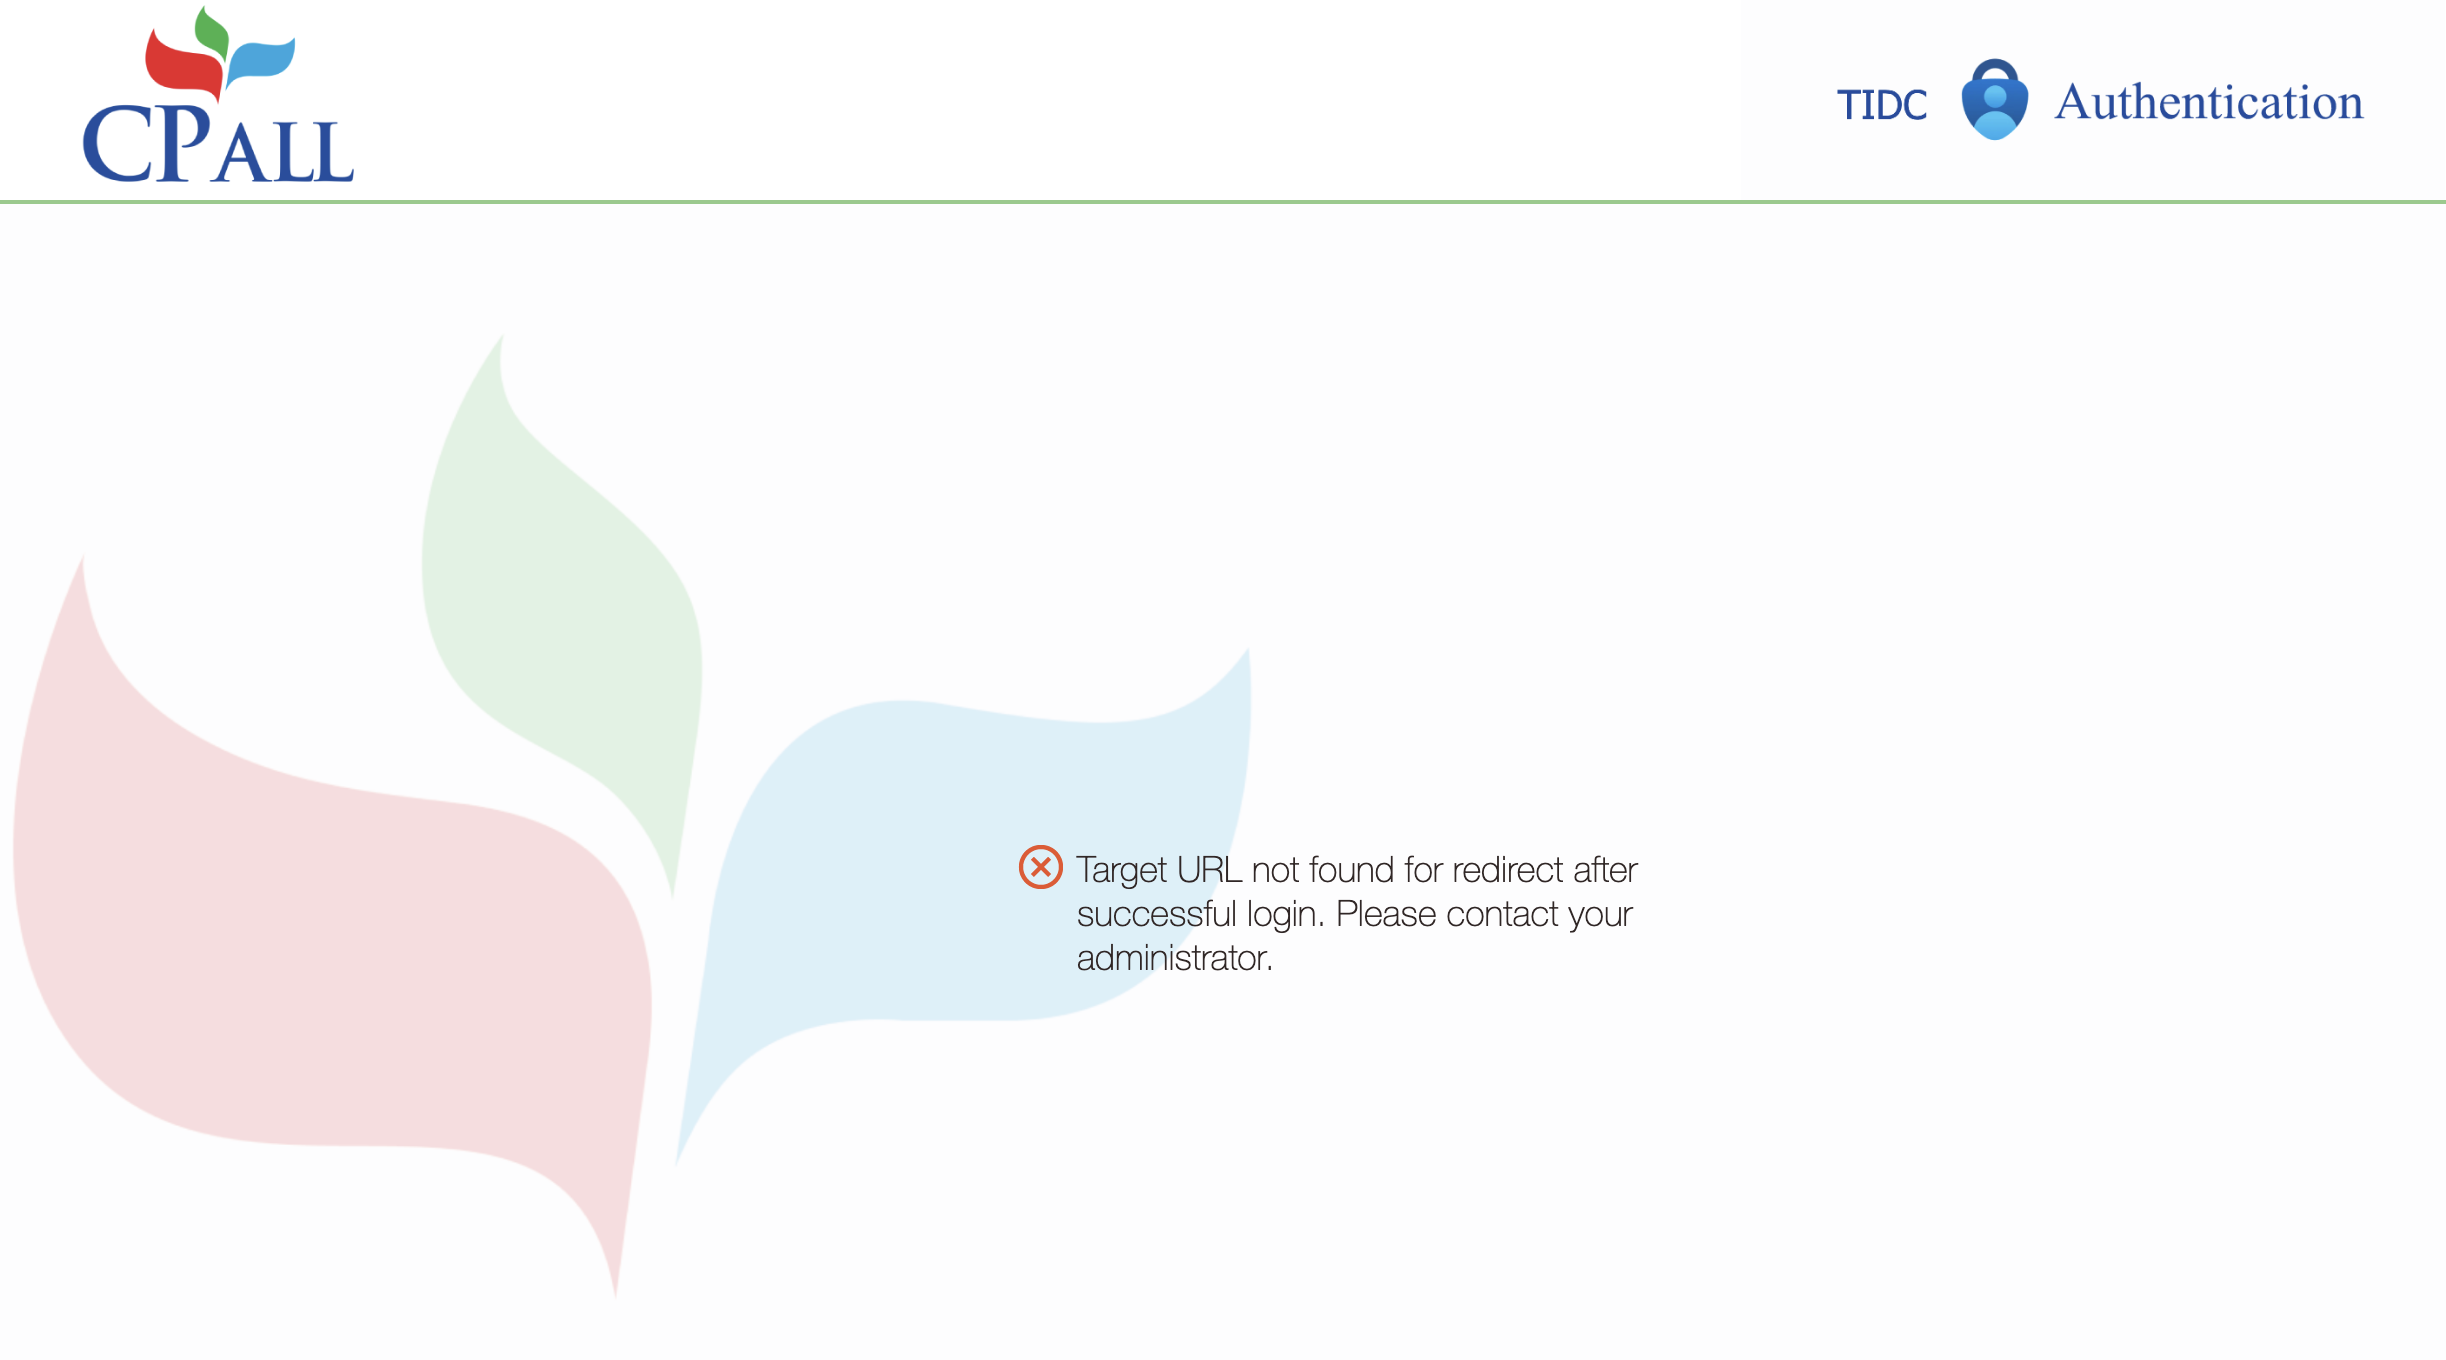 CPALL
TIDC Authentication
Target URL not found for redirect after
successful login. Please contact your
administrator.